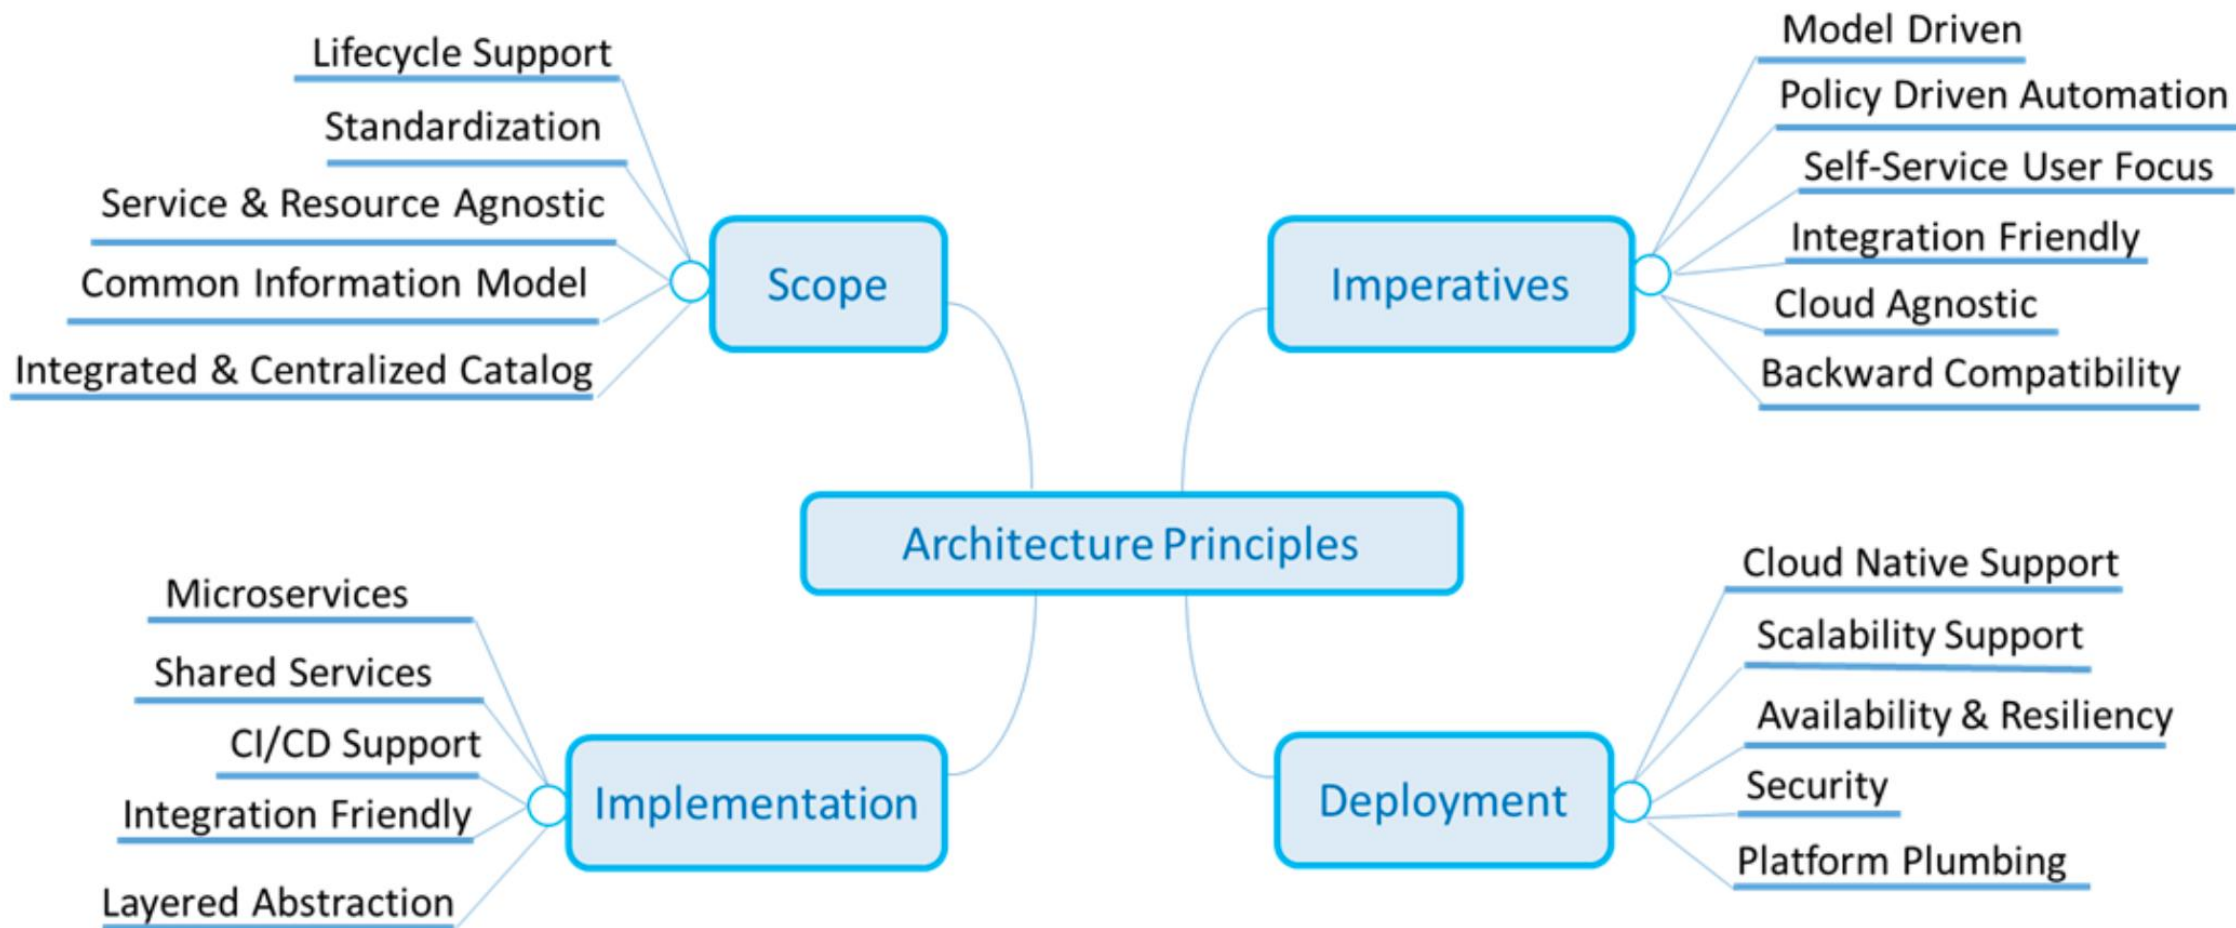 Lifecycle Support
Standardization
Service & Resource Agnostic
Common Information Model
Integrated & Centralized Catalog
Scope
Model Driven
Policy Driven Automation
Self-Service User Focus
Integration Friendly
Cloud Agnostic
Backward Compatibility
Imperatives
Architecture Principles
Microservices
Shared Services
CI/CD Support
Integration Friendly
Layered Abstraction
Implementation
Cloud Native Support
Scalability Support
Availability & Resiliency
Security
Platform Plumbing
Deployment